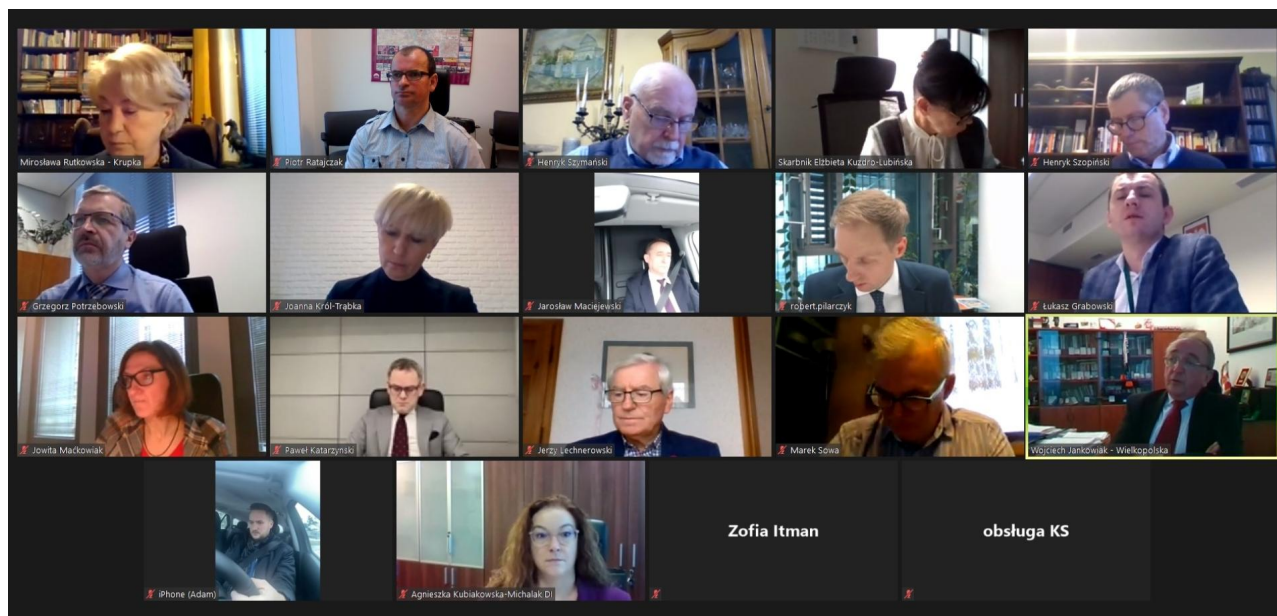 Mirosława Rutkowska - Krupka
Piotr Ratajczak
Henryk Szymański
Skarbnik Elżbieta Kuzdro-Lubińska
Henryk Szopiński
Grzegorz Potrzebowski
Joanna Król-Trąbka
Jarosław Maciejewski
robert.pilarczyk
Łukasz Grabowski
Jowita Maćkowiak
Paweł Katarzyński
Jerzy Lechnerowski
Marek Sowa
Wojciech Jankowiak - Wielkopolska
iPhone (Adam)
Agnieszka Kubiakowska-Michalak DI
Zofia Itman
obsługa KS